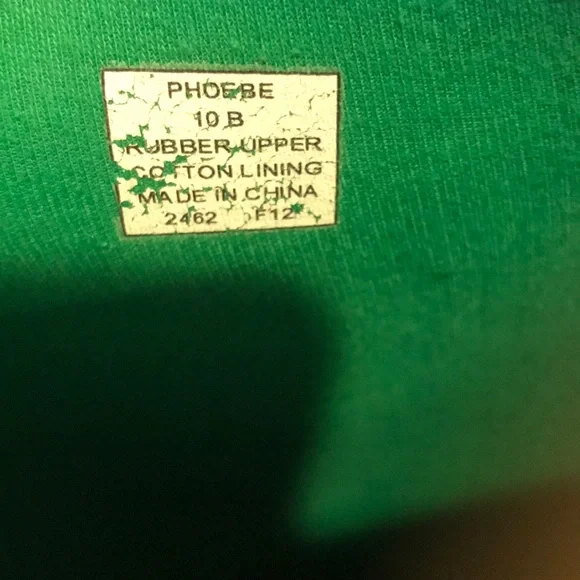 PHOEBE
10 B
RUBBER UPPER
COTTON LINING
MADE IN CHINA
2462 F12